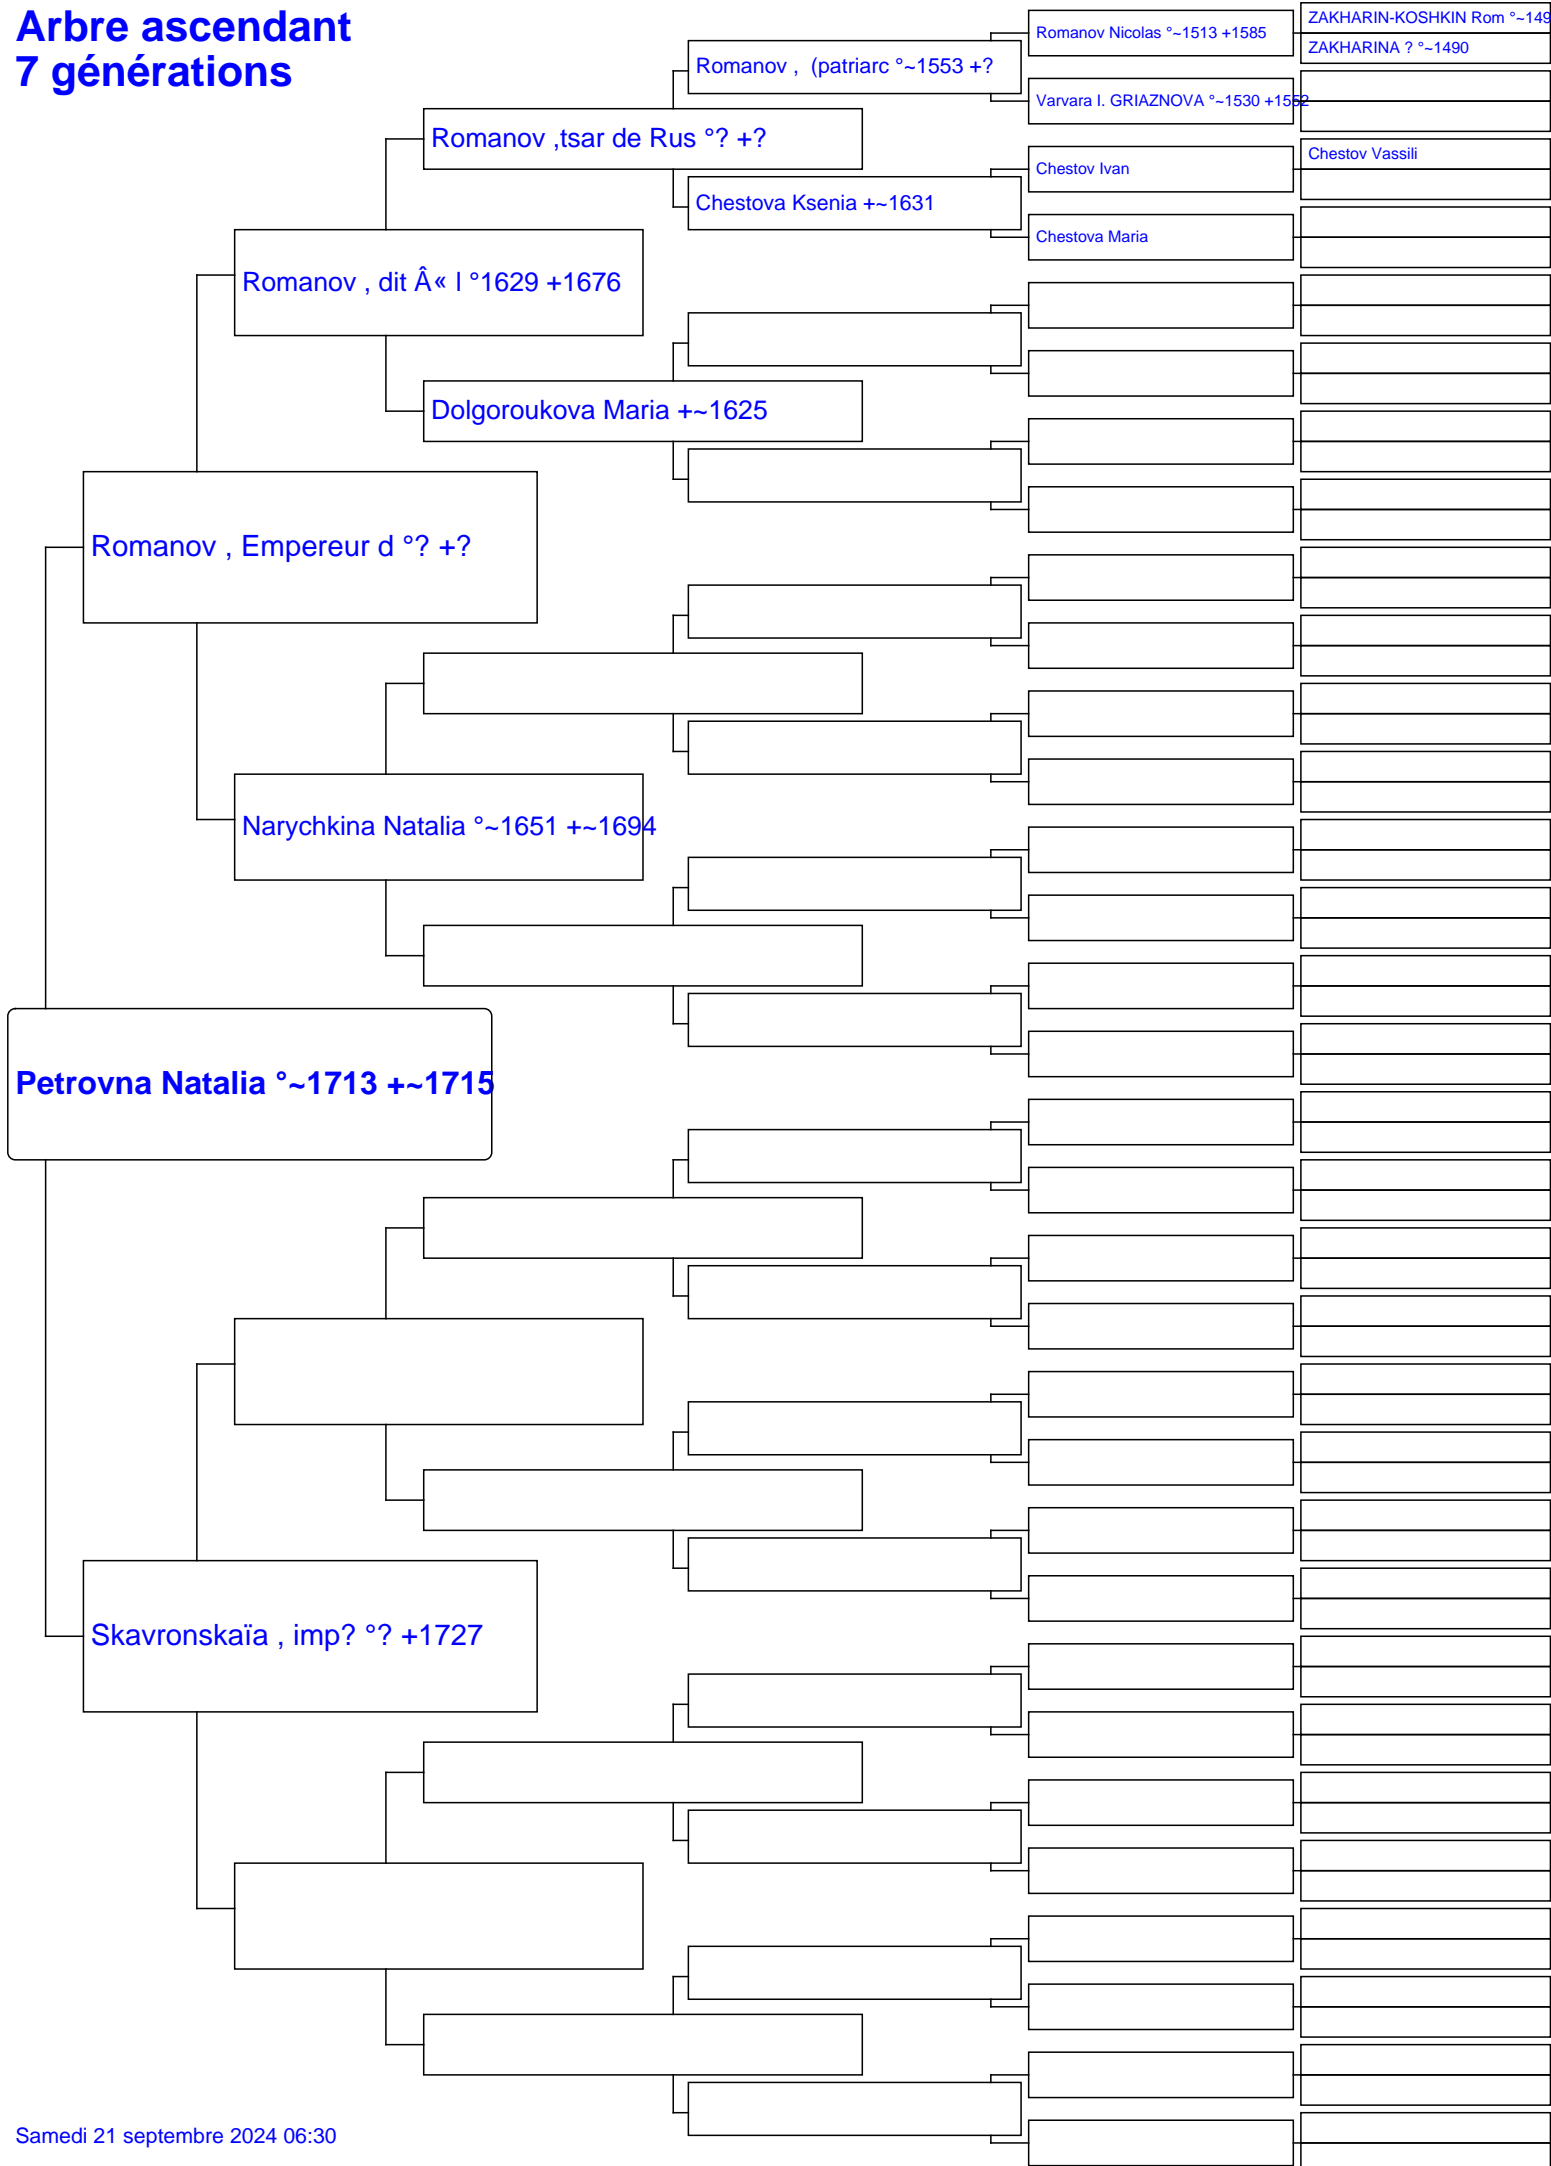 Arbre ascendant
7 générations
Romanov Nicolas °~1513 +1585
ZAKHARIN-KOSHKIN Rom °~149
ZAKHARINA ? °~1490
Romanov ,  (patriarc °~1553 +?
Varvara I. GRIAZNOVA °~1530 +1552
Romanov ,tsar de Rus °? +?
Chestov Ivan
Chestov Vassili
Chestova Ksenia +~1631
Chestova Maria
Romanov , dit Â« l °1629 +1676
Dolgoroukova Maria +~1625
Romanov , Empereur d °? +?
Narychkina Natalia °~1651 +~1694
Petrovna Natalia °~1713 +~1715
Skavronskaïa , imp? °? +1727
Samedi 21 septembre 2024 06:30